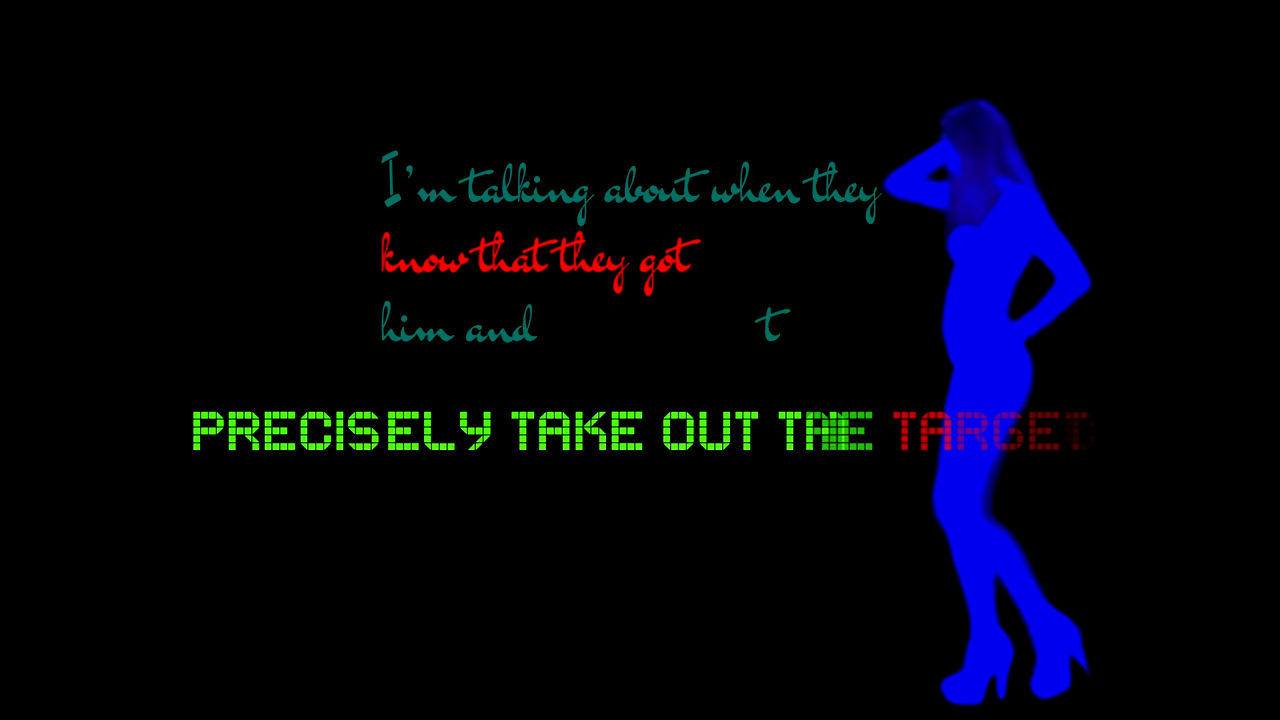 I'm talking about when they
know that they got
him and t
PRECISELY TAKE OUT THE TARGET